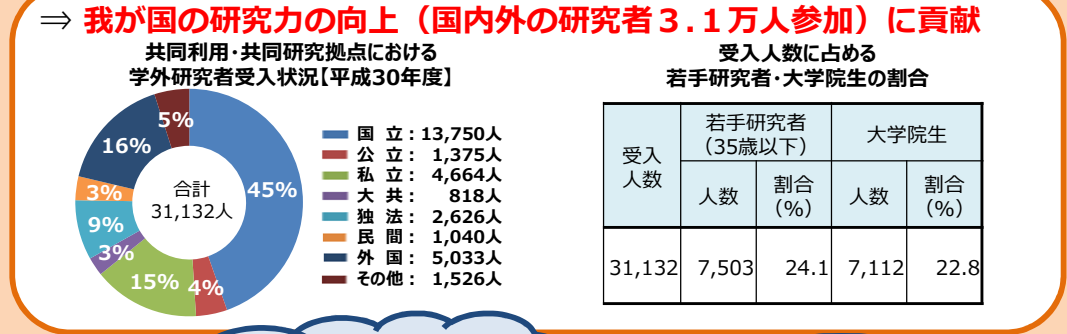 ⇒ 我が国の研究力の向上（国内外の研究者３.１万人参加）に貢献
共同利用･共同研究拠点における
学外研究者受入状況【平成30年度】
5%
16%
3%
9%
3%
15%
4%
45%
合計
31,132人
国 立：13,750人
公 立： 1,375人
私 立： 4,664人
大 共： 818人
独 法： 2,626人
民 間： 1,040人
外 国： 5,033人
その他： 1,526人
受入人数に占める
若手研究者･大学院生の割合
受入
人数
若手研究者
（35歳以下）
大学院生
人数
割合
（%）
人数
割合
（%）
31,132 7,503 24.1 7,112 22.8